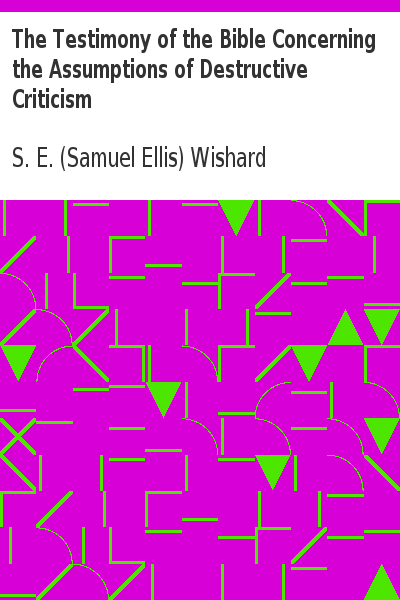 The Testimony of the Bible Concerning
the Assumptions of Destructive
Criticism
S. E. (Samuel Ellis) Wishard